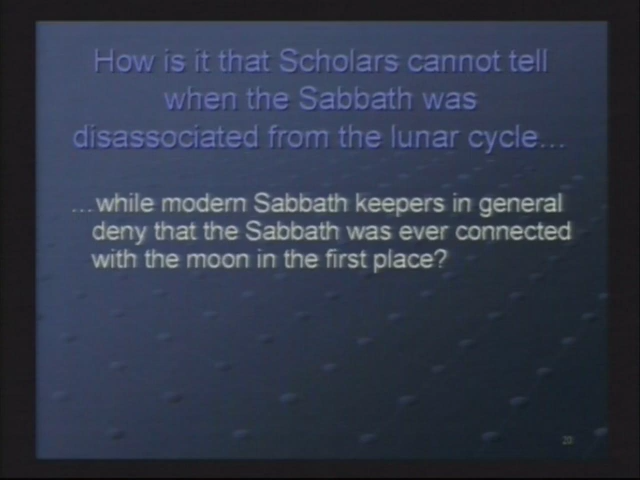 How is it that Scholars cannot tell
when the Sabbath was
disassociated from the lunar cycle...
...while modern Sabbath keepers in general
deny that the Sabbath was ever connected
with the moon in the first place?
20